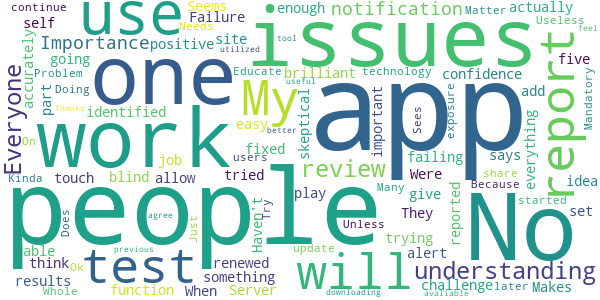 continue
self
use
Seems
enough
notification
Matter
actually
Needs
Failure
Useless
feel
Importance
positive
site
issues
report
going
Educate
brilliant
technology
five
Problem
Doing
one
My
confidence
add
Everyone
accurately
part
identified
app
Mandatory
work
easy
skeptical
important
Sees
exposure
says
everything
On
job
fixed
failing
tool
users
review
Were
Because
idea
Kinda
touch
blind
allow
tried
play
Many
give
share
started
people
No
useful
better
Thanks
Just
Haven't
Try
They
reported
set
Does
agree
Unless
trying
able
test
renewed
update
alert
understanding
think
something
will
results
When
Server
challenge
later
Makes
Whole
function
previous
Ok
downloading
available
utilized